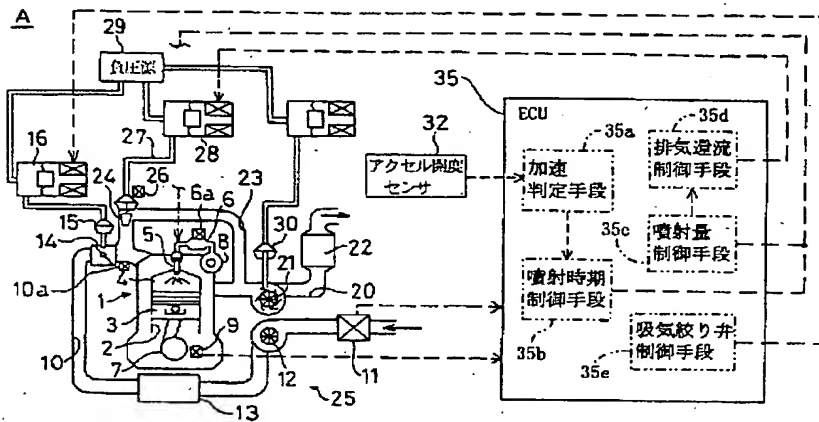 A
29
負圧源
16
27
28
26
24
23
15
14
6a
6
5
8
30
22
21
20
10a
4
1
3
2
7
9
10
12
11
13
25
32
アクセル開度
センサ
35
ECU
35a
加速
判定手段
35d
排気還流
制御手段
35c
噴射量
制御手段
噴射時期
制御手段
35b
吸気絞り弁
制御手段
35e